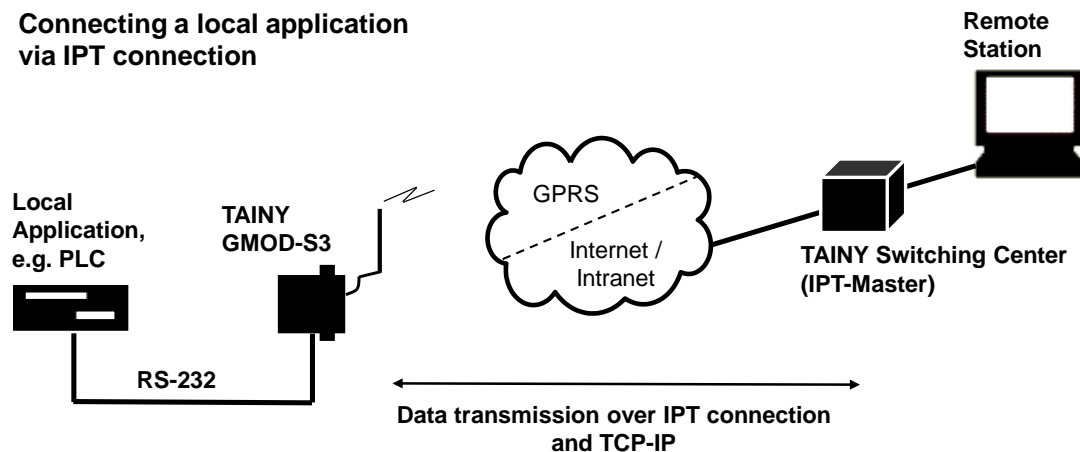 Connecting a local application
via IPT connection
Remote
Station
GPRS
Internet /
Intranet
Local
Application,
e.g. PLC
TAINY
GMOD-S3
TAINY Switching Center
(IPT-Master)
RS-232
Data transmission over IPT connection
and TCP-IP